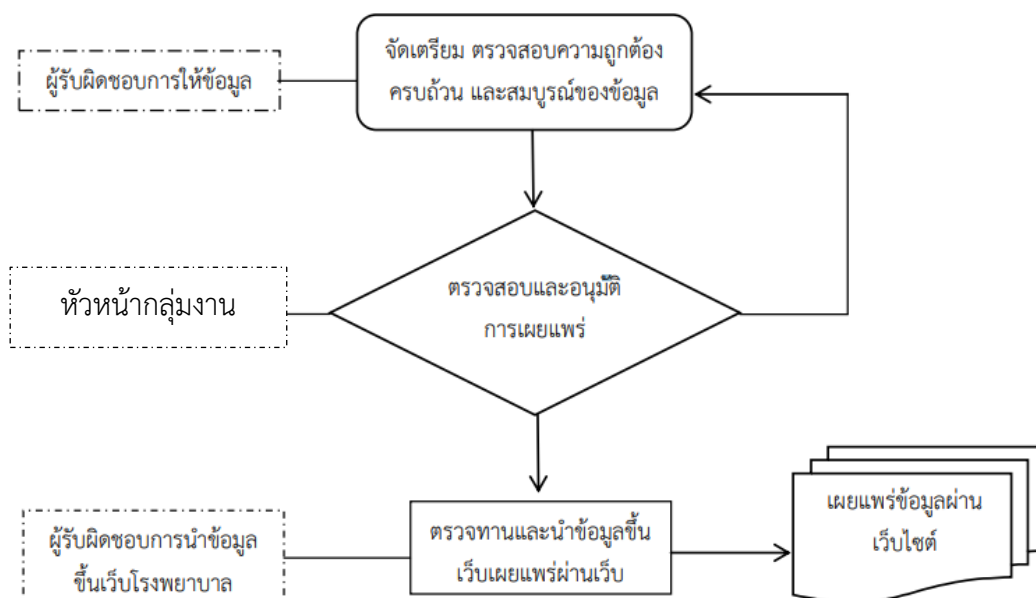 จัดเตรียม ตรวจสอบความถูกต้อง
ครบถ้วน และสมบูรณ์ของข้อมูล
ผู้รับผิดชอบการให้ข้อมูล
ตรวจสอบและอนุมัติ
การเผยแพร่
หัวหน้ากลุ่มงาน
ตรวจทานและนำข้อมูลขึ้น
เว็บเผยแพร่ผ่านเว็บ
ผู้รับผิดชอบการนำข้อมูล
ขึ้นเว็บโรงพยาบาล
เผยแพร่ข้อมูลผ่าน
เว็บไซต์